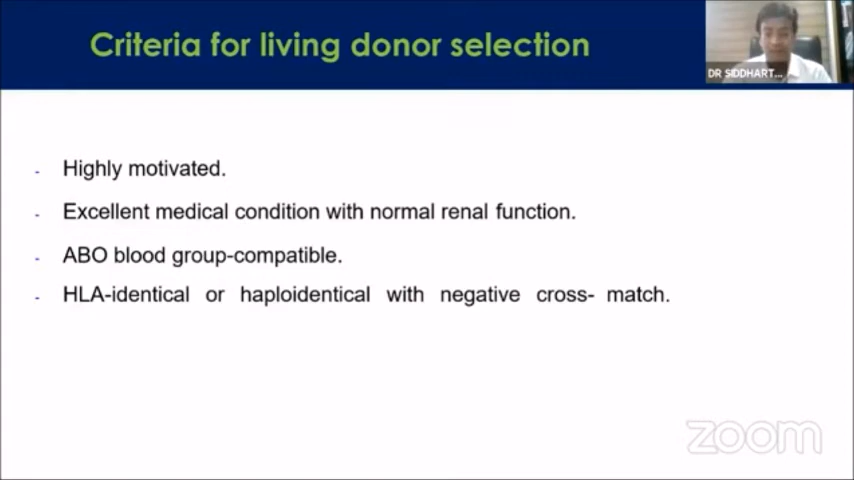 Criteria for living donor selection
DR SIDDHART...
- Highly motivated.
- Excellent medical condition with normal renal function.
- ABO blood group-compatible.
- HLA-identical or haploidentical with negative cross- match.
zoom